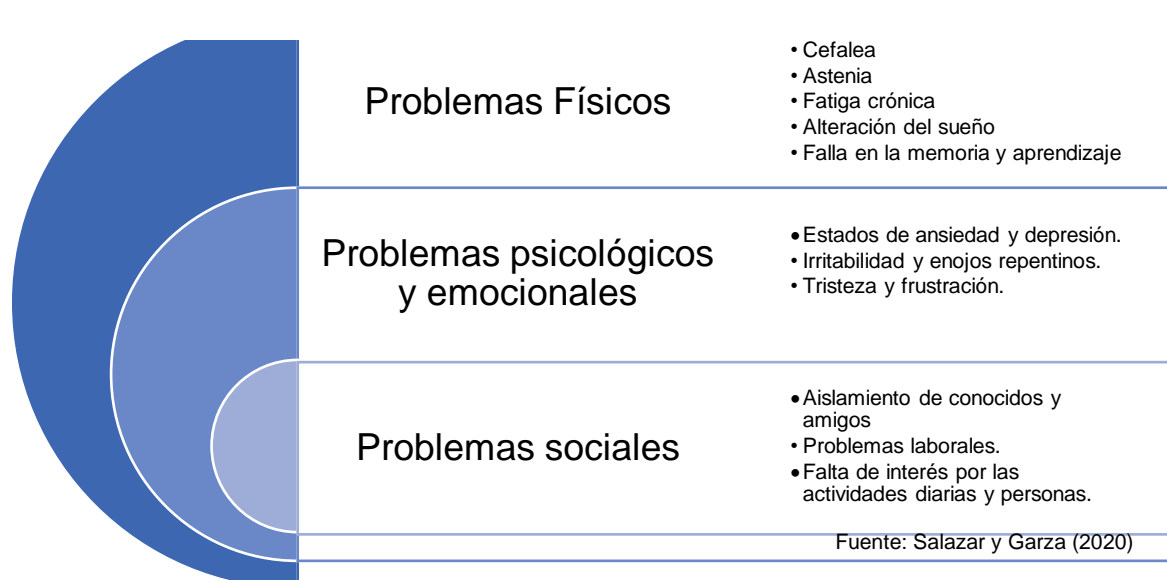 Problemas Físicos
• Cefalea
• Astenia
• Fatiga crónica
• Alteración del sueño
• Falla en la memoria y aprendizaje
Problemas psicológicos
y emocionales
• Estados de ansiedad y depresión.
• Irritabilidad y enojos repentinos.
• Tristeza y frustración.
Problemas sociales
• Aislamiento de conocidos y
amigos
• Problemas laborales.
• Falta de interés por las
actividades diarias y personas.
Fuente: Salazar y Garza (2020)